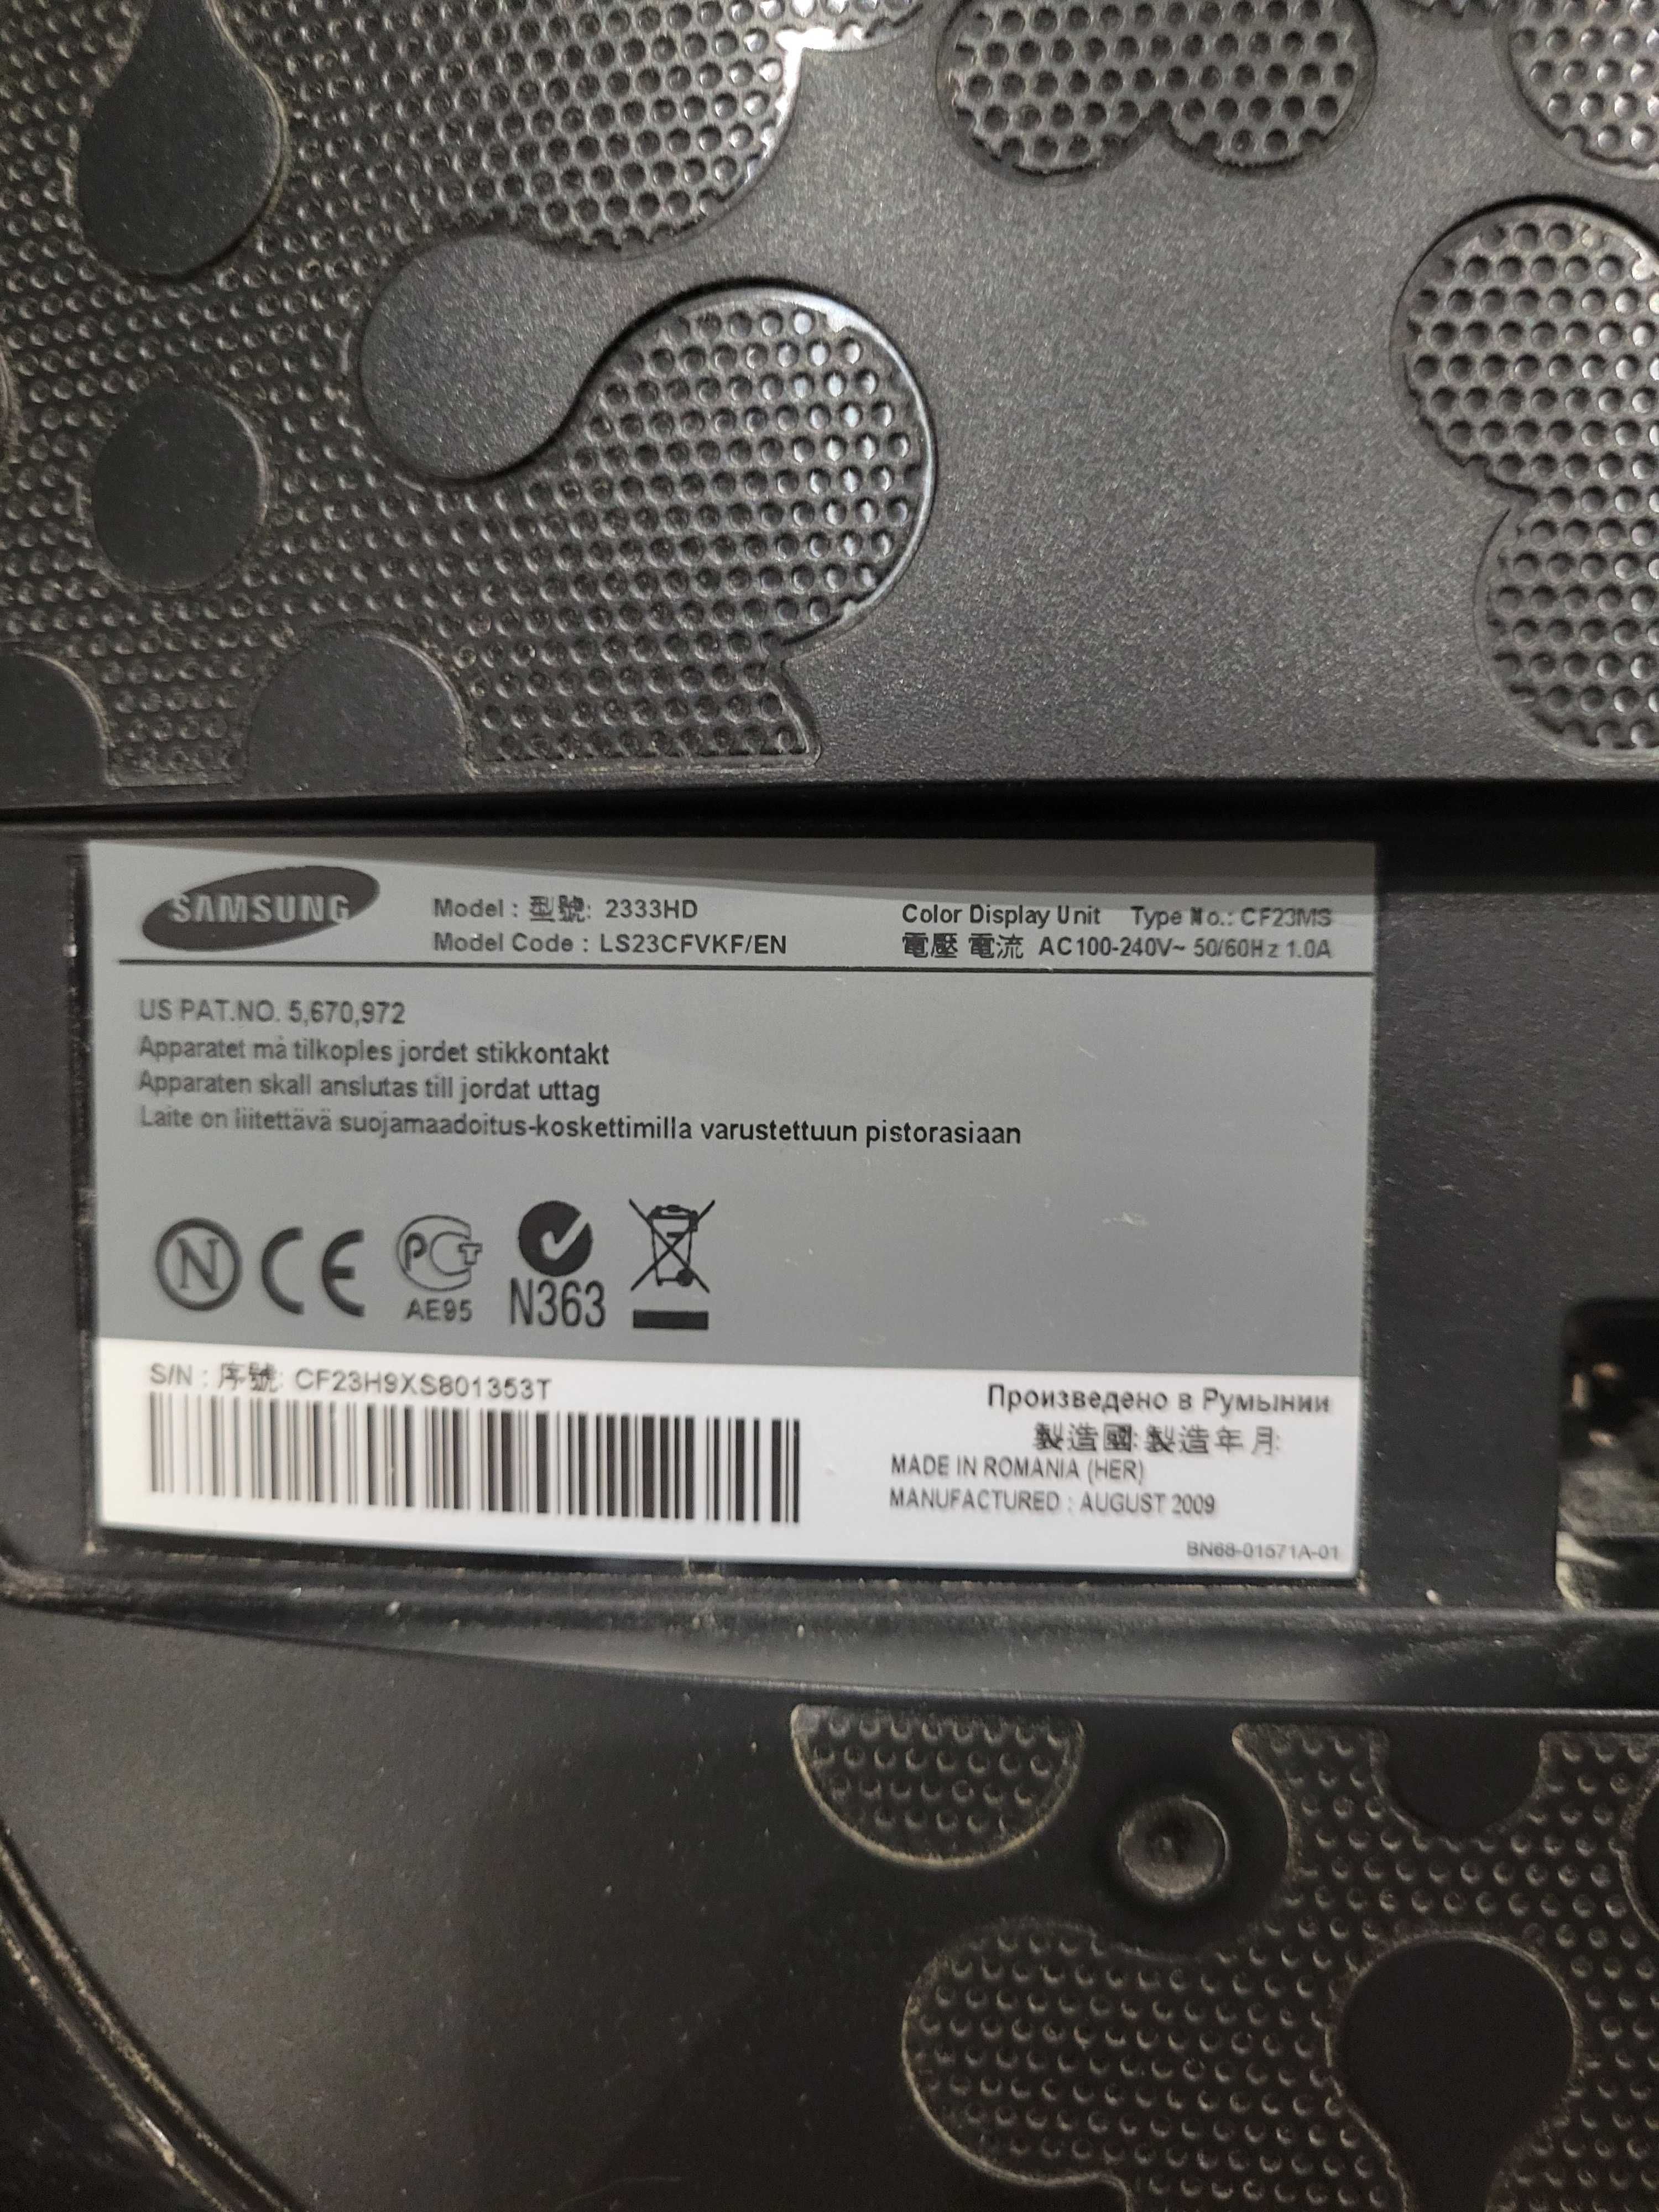 SAMSUNG
Model : 型號: 2333HD
Model Code : LS23CFVKF/EN
Color Display Unit Type No.: CF23MS
電壓 電流 AC100-240V~ 50/60Hz 1.0A
US PAT.NO. 5,670,972
Apparatet må tilkoples jordet stikkontakt
Apparaten skall anslutas till jordat uttag
Laite on liitettävä suojamaadoitus-koskettimilla varustettuun pistorasiaan
N CE РСТ
AE95
N363
S/N : 序號: CF23H9XS801353T
Произведено в Румынии
製造國: 製造年月:
MADE IN ROMANIA (HER)
MANUFACTURED : AUGUST 2009
BN68-01571A-01